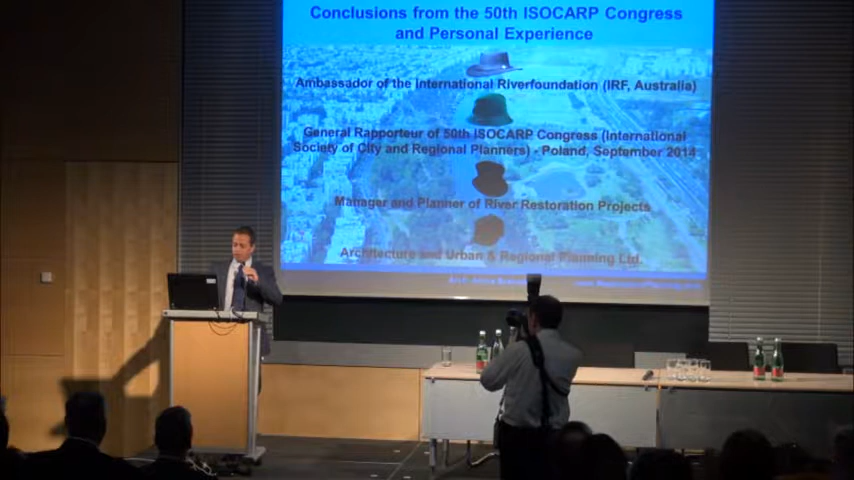 Conclusions from the 50th ISOCARP Congress
and Personal Experience
Ambassador of the International Riverfoundation (IRF, Australia)
General Rapporteur of 50th ISOCARP Congress (International
Society of City and Regional Planners) - Poland, September 2014
Manager and Planner of River Restoration Projects
Architecture and Urban & Regional Planning Ltd.